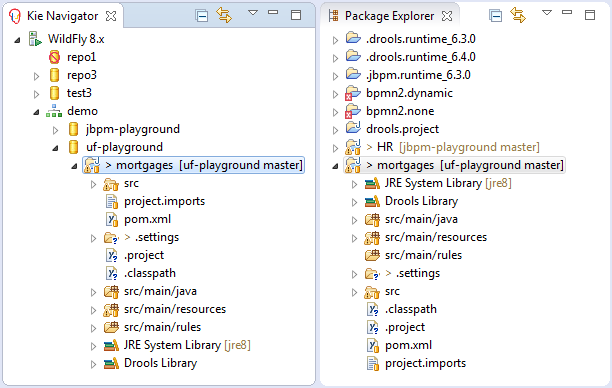 Kie Navigator
WildFly 8.x
repo1
repo3
test3
demo
jbpm-playground
uf-playground
> mortgages [uf-playground master]
src
project.imports
pom.xml
> .settings
.project
.classpath
src/main/java
src/main/resources
src/main/rules
JRE System Library [jre8]
Drools Library
Package Explorer
.drools.runtime_6.3.0
.drools.runtime_6.4.0
.jbpm.runtime_6.3.0
bpmn2.dynamic
bpmn2.none
drools.project
> HR [jbpm-playground master]
> mortgages [uf-playground master]
JRE System Library [jre8]
Drools Library
src/main/java
src/main/resources
src/main/rules
> .settings
src
.classpath
.project
pom.xml
project.imports